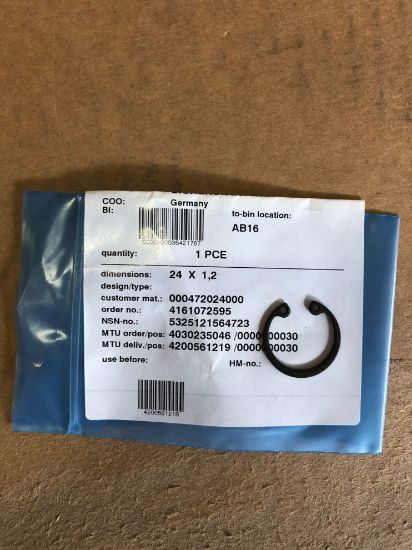 COO: Germany
BI:
to-bin location:
AB16
quantity: 1 PCE
dimensions: 24 X 1,2
design/type:
customer mat.: 000472024000
order no.: 4161072595
NSN-no.: 5325121564723
MTU order/pos: 4030235046 /0000000030
MTU deliv./pos: 4200561219 /0000000030
use before: HM-no.:
4200561219